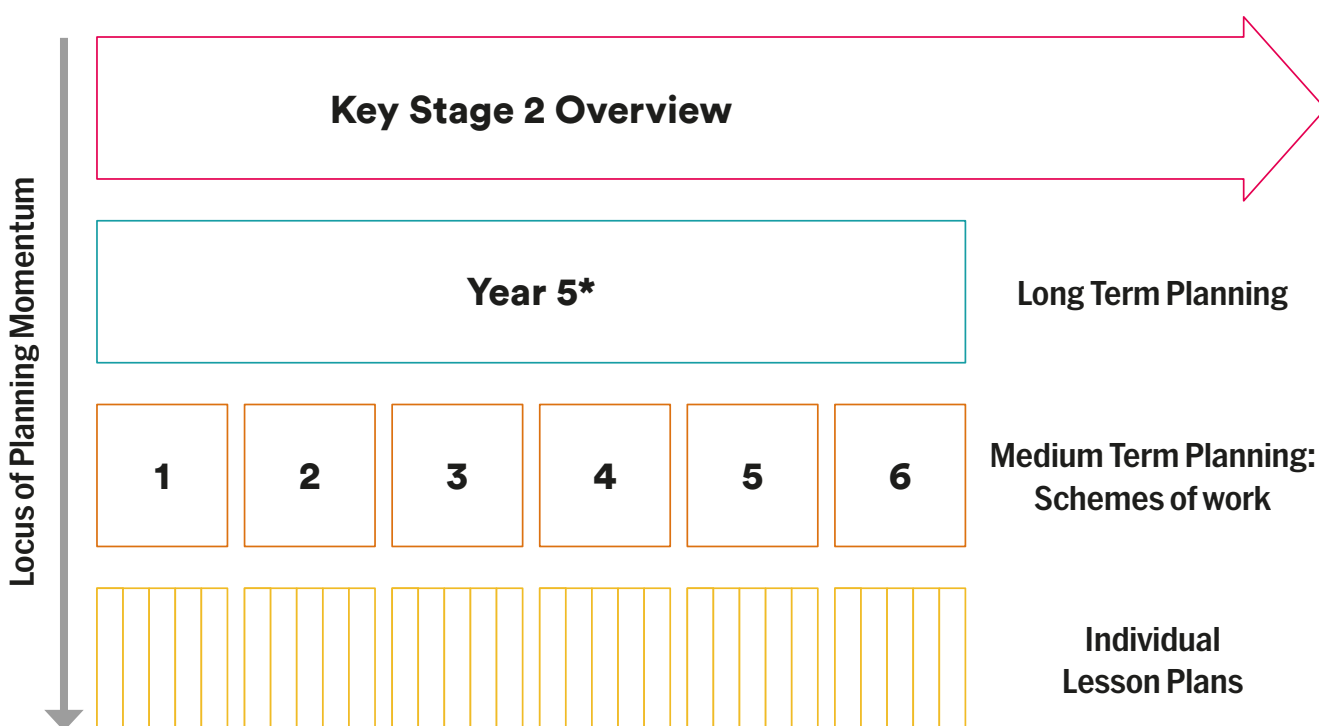 Locus of Planning Momentum
Key Stage 2 Overview
Year 5*
Long Term Planning
1
2
3
4
5
6
Medium Term Planning:
Schemes of work
Individual
Lesson Plans